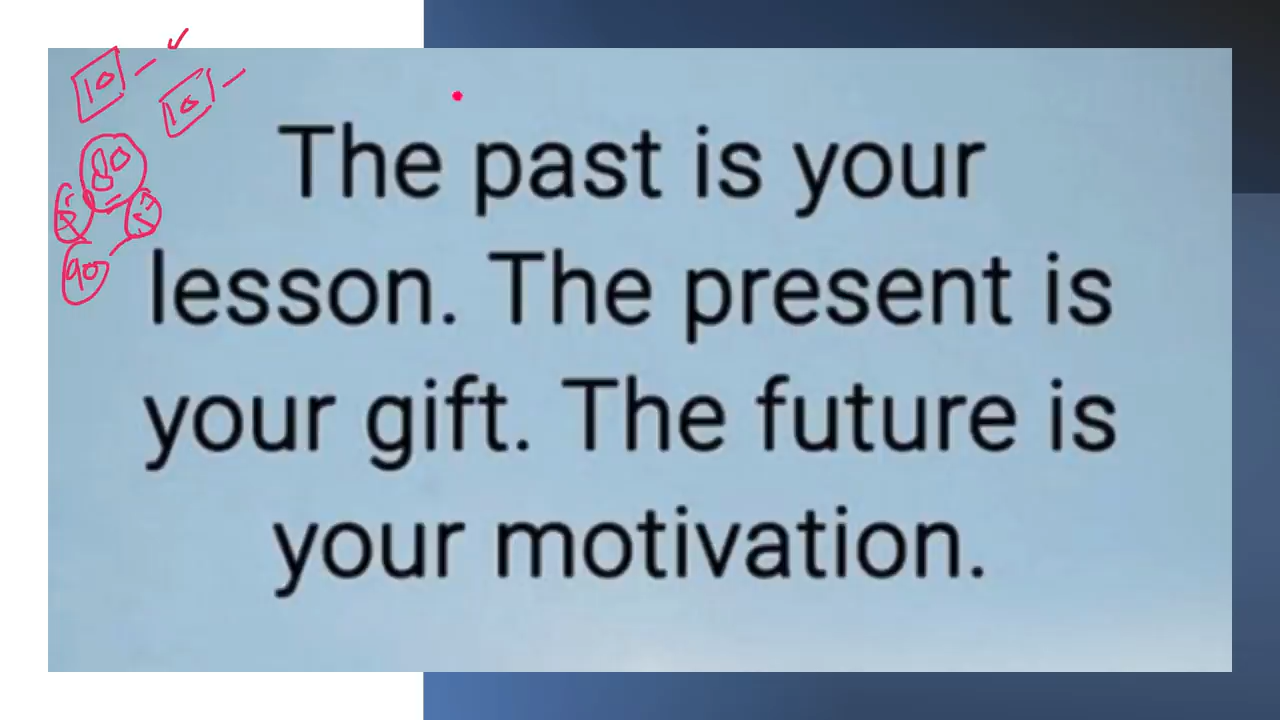 10
10
80
5
90
The past is your
lesson. The present is
your gift. The future is
your motivation.